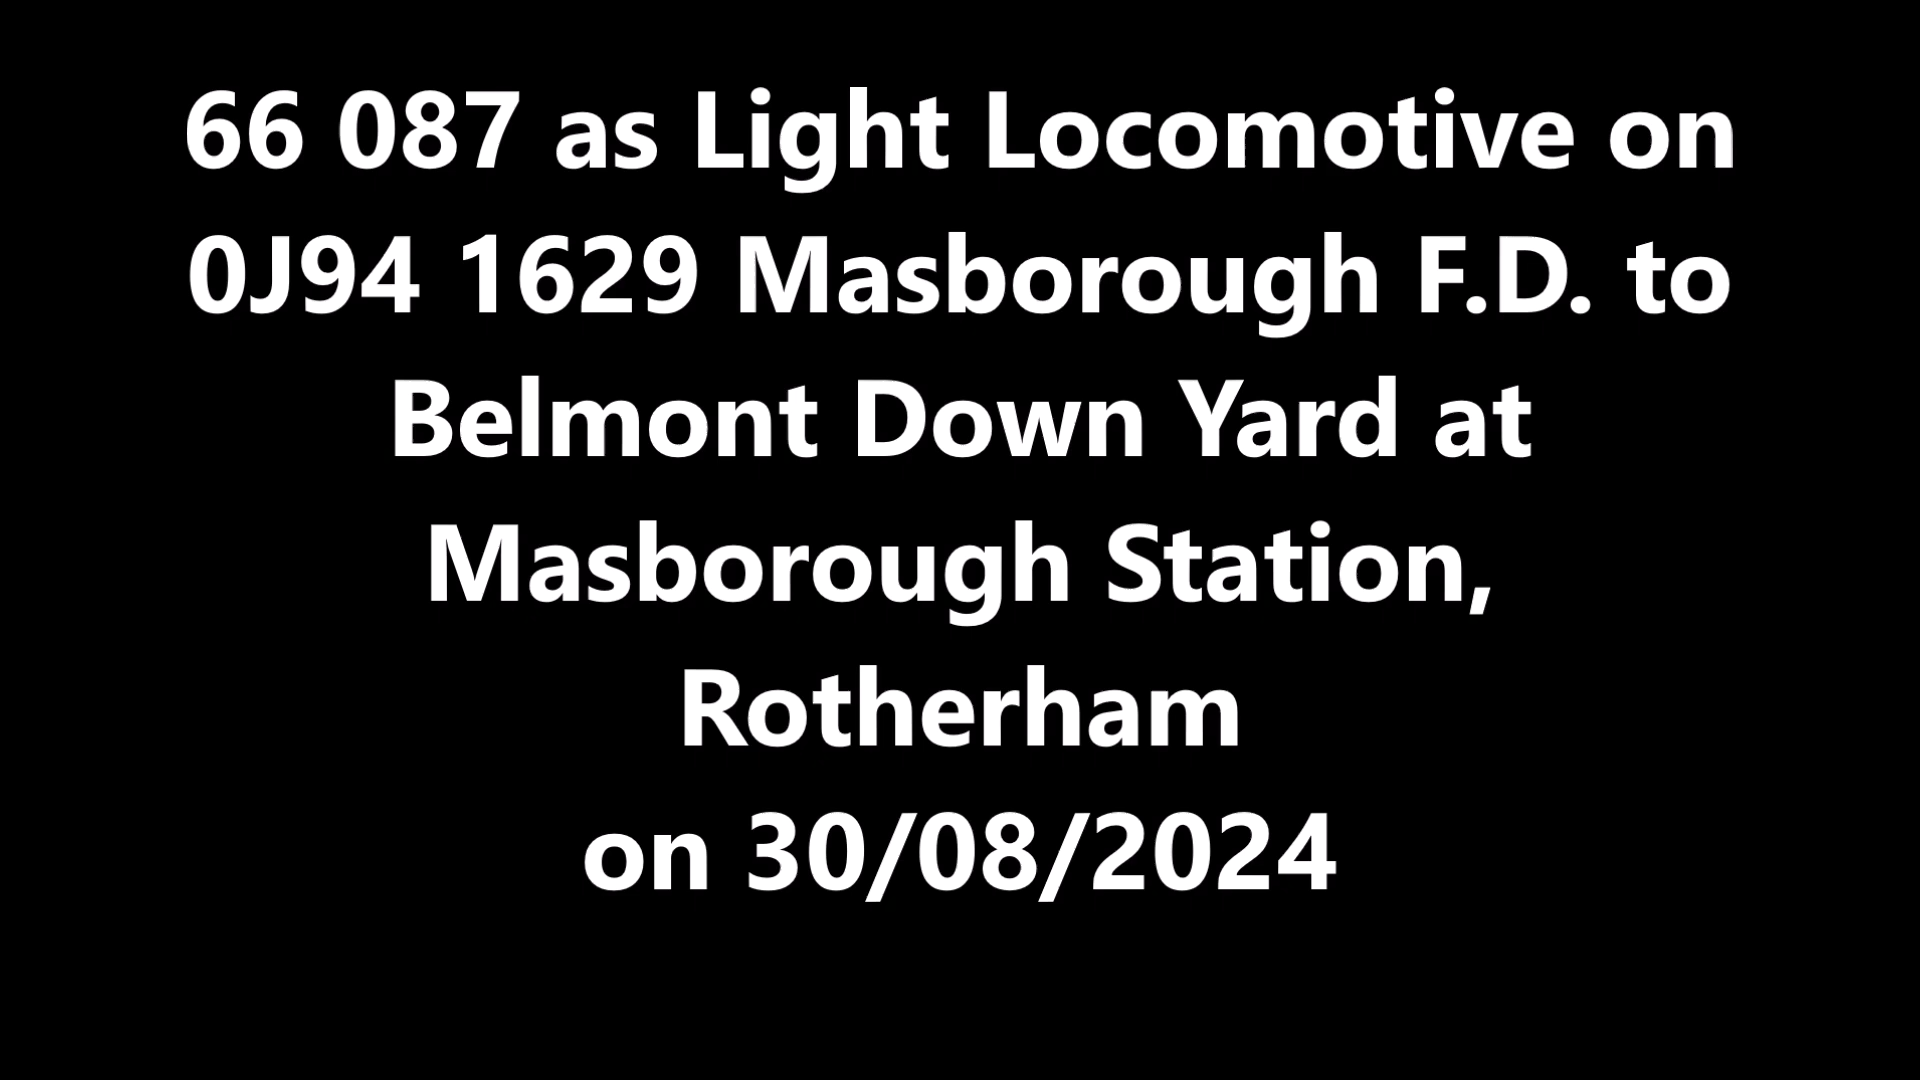 66 087 as Light Locomotive on
0J94 1629 Masborough F.D. to
Belmont Down Yard at
Masborough Station,
Rotherham
on 30/08/2024